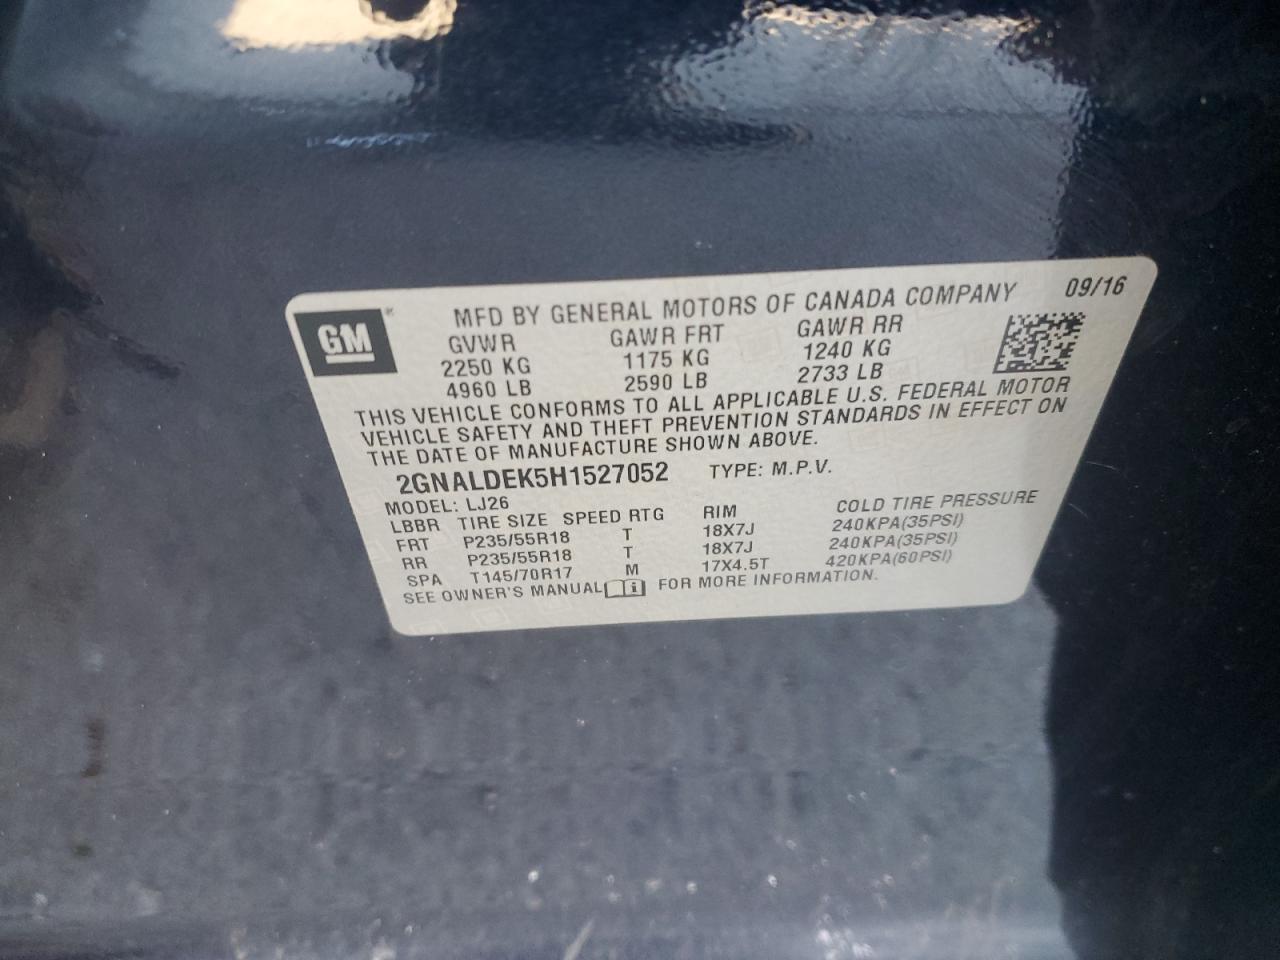 GM
MFD BY GENERAL MOTORS OF CANADA COMPANY 09/16
GVWR GAWR FRT GAWR RR
2250 KG 1175 KG 1240 KG
4960 LB 2590 LB 2733 LB
THIS VEHICLE CONFORMS TO ALL APPLICABLE U.S. FEDERAL MOTOR
VEHICLE SAFETY AND THEFT PREVENTION STANDARDS IN EFFECT ON
THE DATE OF MANUFACTURE SHOWN ABOVE.
2GNALDEK5H1527052 TYPE: M.P.V.
MODEL: LJ26
LBBR TIRE SIZE SPEED RTG RIM COLD TIRE PRESSURE
FRT P235/55R18 T 18X7J 240KPA(35PSI)
RR P235/55R18 T 18X7J 240KPA(35PSI)
SPA T145/70R17 M 17X4.5T 420KPA(60PSI)
SEE OWNER'S MANUAL i FOR MORE INFORMATION.